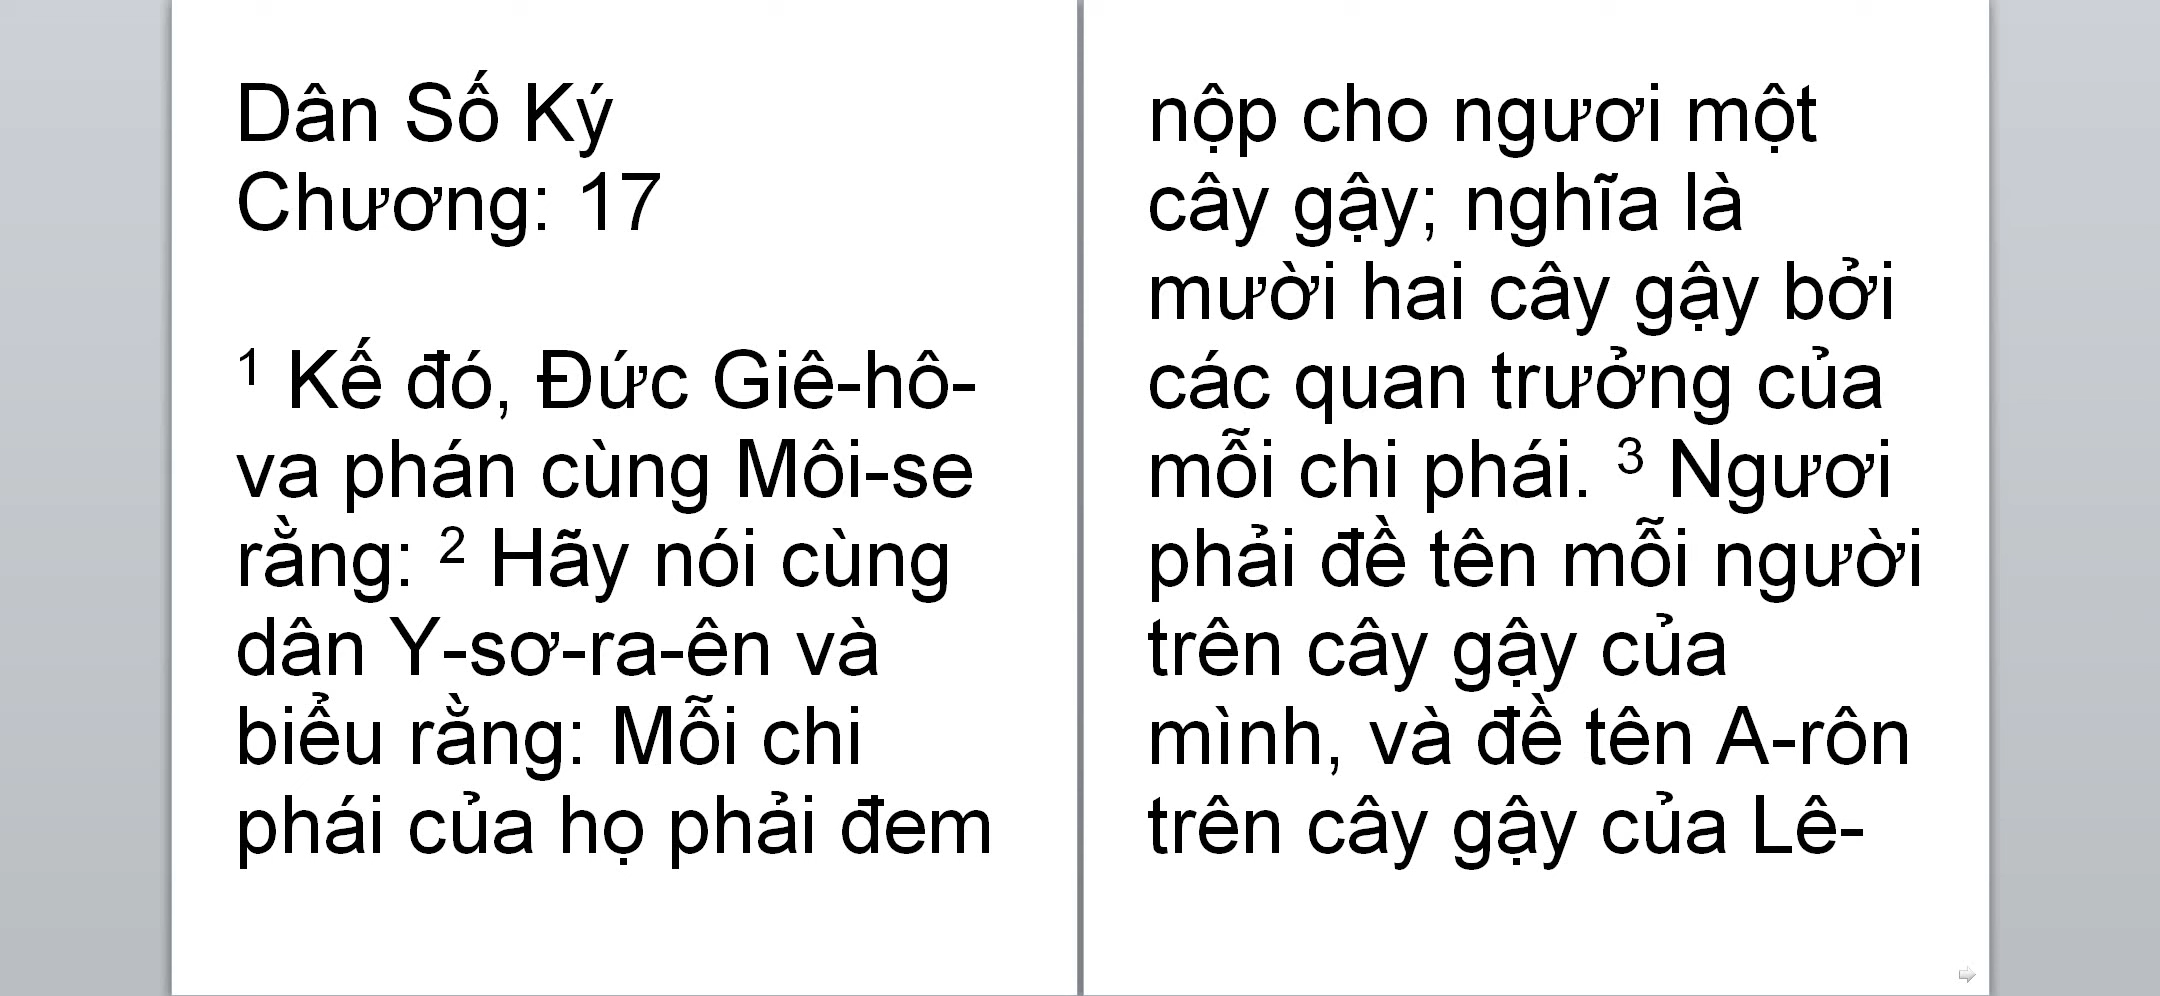 Dân Số Ký
Chương: 17
1 Kế đó, Đức Giê-hô-
va phán cùng Môi-se
rằng: 2 Hãy nói cùng
dân Y-sơ-ra-ên và
biểu rằng: Mỗi chi
phái của họ phải đem
nộp cho ngươi một
cây gậy; nghĩa là
mười hai cây gậy bởi
các quan trưởng của
mỗi chi phái. 3 Ngươi
phải đề tên mỗi người
trên cây gậy của
mình, và đề tên A-rôn
trên cây gậy của Lê-